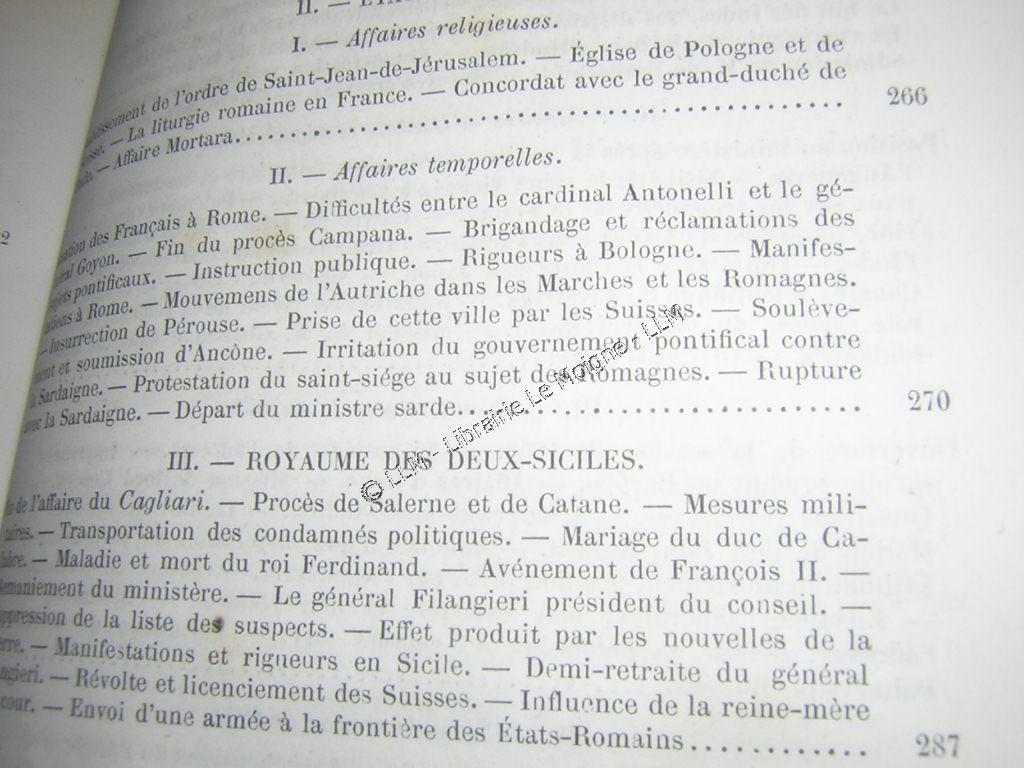 II. —
I. — Affaires religieuses.
de l'ordre de Saint-Jean-de-Jérusalem. — Église de Pologne et de
— La liturgie romaine en France. — Concordat avec le grand-duché de
— Affaire Mortara........................................ 266
II. — Affaires temporelles.
des Français à Rome. — Difficultés entre le cardinal Antonelli et le gé-
Goyon. — Fin du procès Campana. — Brigandage et réclamations des
pontificaux. — Instruction publique. — Rigueurs à Bologne. — Manifes-
à Rome. — Mouvemens de l'Autriche dans les Marches et les Romagnes.
— Insurrection de Pérouse. — Prise de cette ville par les Suisses. — Soulève-
et soumission d'Ancône. — Irritation du gouvernement pontifical contre
Sardaigne. — Protestation du saint-siége au sujet des Romagnes. — Rupture
avec la Sardaigne. — Départ du ministre sarde............................ 270
III. — ROYAUME DES DEUX-SICILES.
de l'affaire du Cagliari. — Procès de Salerne et de Catane. — Mesures mili-
taires. — Transportation des condamnés politiques. — Mariage du duc de Ca-
— Maladie et mort du roi Ferdinand. — Avénement de François II. —
du ministère. — Le général Filangieri président du conseil. —
de la liste des suspects. — Effet produit par les nouvelles de la
— Manifestations et rigueurs en Sicile. — Demi-retraite du général
— Révolte et licenciement des Suisses. — Influence de la reine-mère
cour. — Envoi d'une armée à la frontière des États-Romains............ 287
© LLM - Librairie Le Moigne - LLM